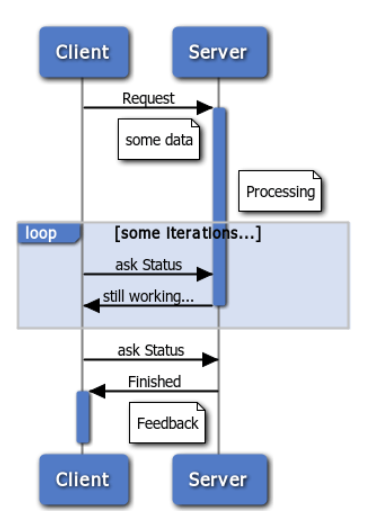 Client Server
Request
some data
Processing
loop [some Iterations...]
ask Status
still working...
ask Status
Finished
Feedback
Client Server